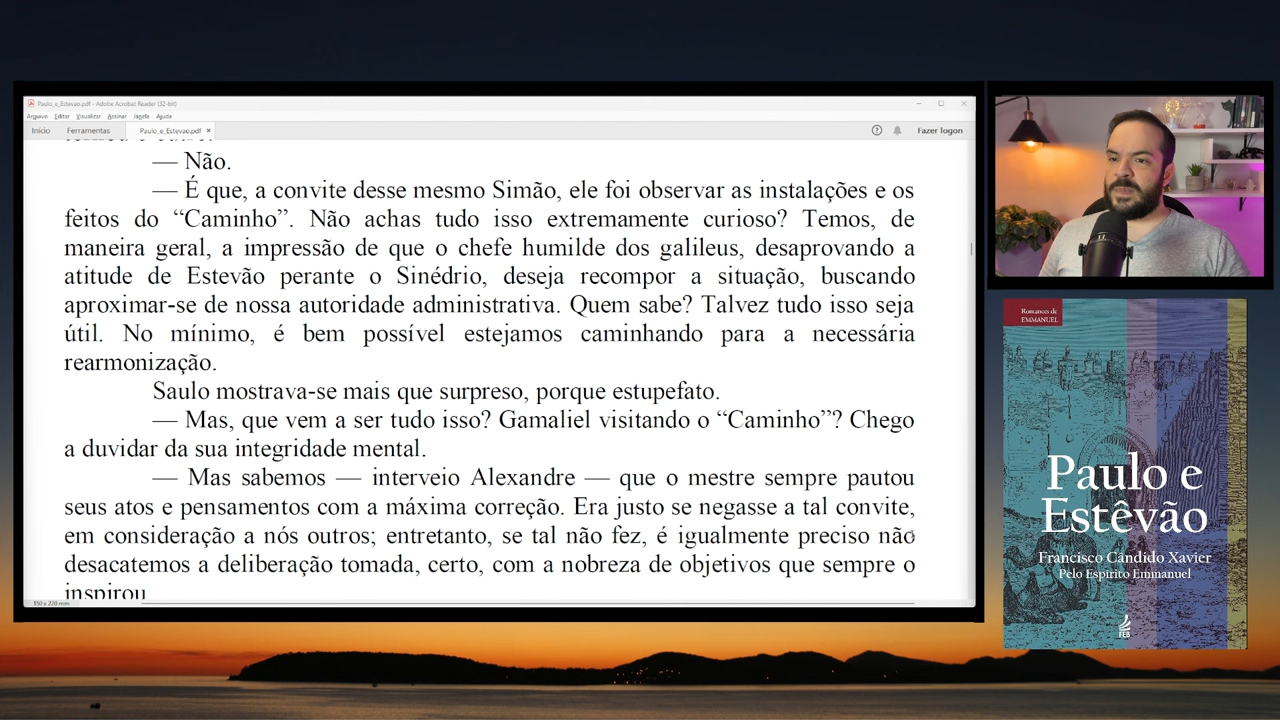 Paulo_e_Estevao.pdf - Adobe Acrobat Reader (32-bit)
Arquivo Editar Visualizar Assinar Janela Ajuda
Início Ferramentas Paulo_e_Estevao.pdf × Fazer logon
— Não.
— É que, a convite desse mesmo Simão, ele foi observar as instalações e os
feitos do “Caminho”. Não achas tudo isso extremamente curioso? Temos, de
maneira geral, a impressão de que o chefe humilde dos galileus, desaprovando a
atitude de Estevão perante o Sinédrio, deseja recompor a situação, buscando
aproximar-se de nossa autoridade administrativa. Quem sabe? Talvez tudo isso seja
útil. No mínimo, é bem possível estejamos caminhando para a necessária
rearmonização.
Saulo mostrava-se mais que surpreso, porque estupefato.
— Mas, que vem a ser tudo isso? Gamaliel visitando o “Caminho”? Chego
a duvidar da sua integridade mental.
— Mas sabemos — interveio Alexandre — que o mestre sempre pautou
seus atos e pensamentos com a máxima correção. Era justo se negasse a tal convite,
em consideração a nós outros; entretanto, se tal não fez, é igualmente preciso não
desacatemos a deliberação tomada, certo, com a nobreza de objetivos que sempre o
inspirou
150 x 220 mm
Romances de
EMMANUEL
Paulo e
Estêvão
Francisco Cândido Xavier
Pelo Espírito Emmanuel
FEB